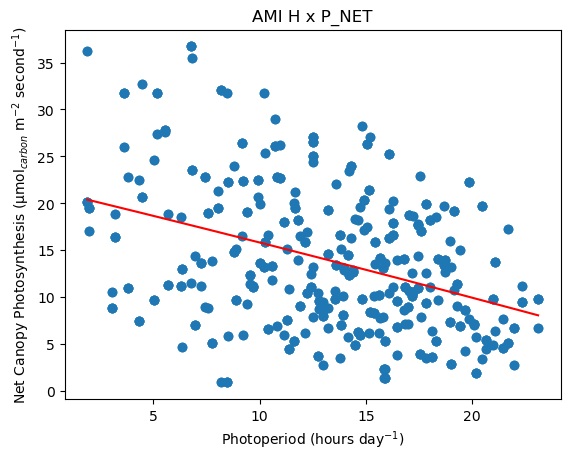 AMI H x P_NET
Net Canopy Photosynthesis (μmol_carbon m⁻² second⁻¹)
35
30
25
20
15
10
5
0
5 10 15 20
Photoperiod (hours day⁻¹)